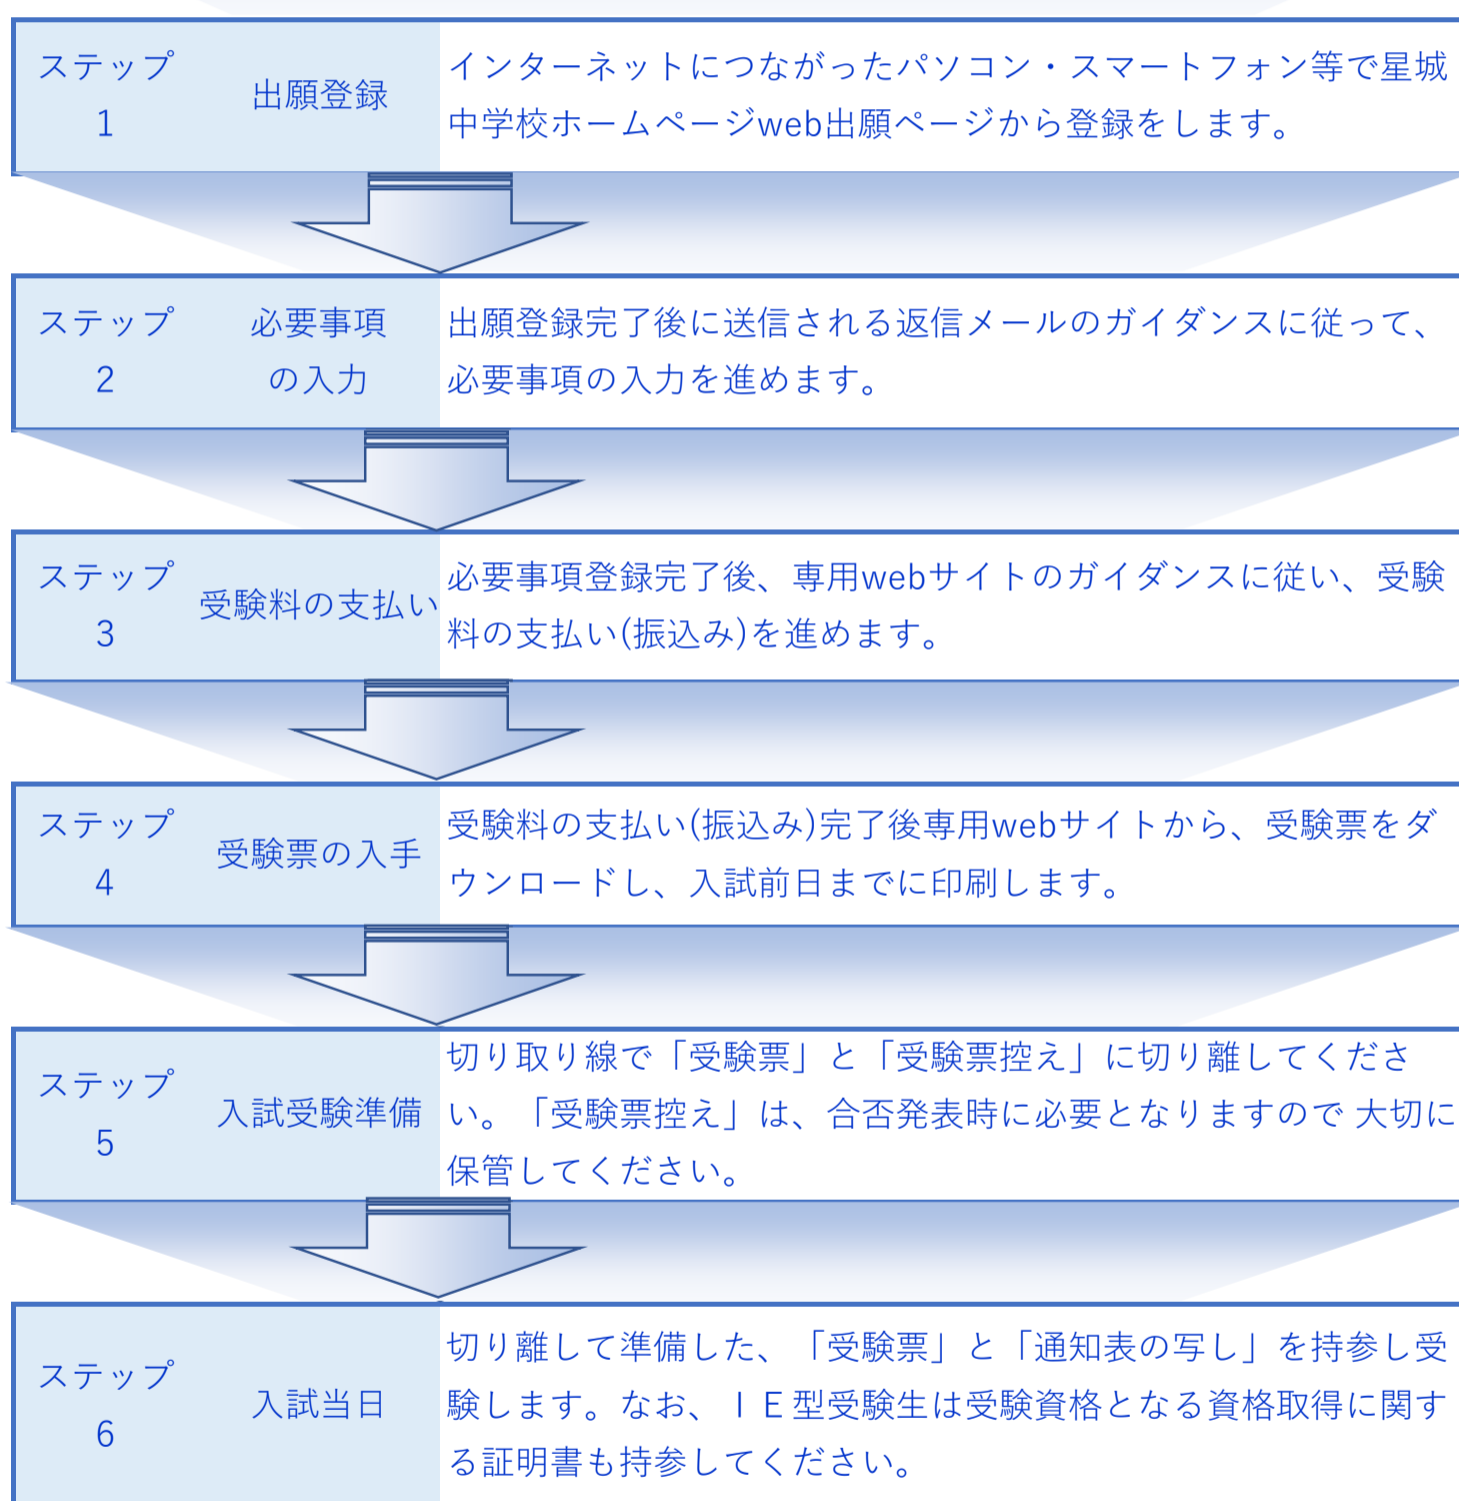 ステップ
1
出願登録
インターネットにつながったパソコン・スマートフォン等で星城
中学校ホームページweb出願ページから登録をします。
ステップ
2
必要事項
の入力
出願登録完了後に送信される返信メールのガイダンスに従って、
必要事項の入力を進めます。
ステップ
3
受験料の支払い
必要事項登録完了後、専用webサイトのガイダンスに従い、受験
料の支払い(振込み)を進めます。
ステップ
4
受験票の入手
受験料の支払い(振込み)完了後専用webサイトから、受験票をダ
ウンロードし、入試前日までに印刷します。
ステップ
5
入試受験準備
切り取り線で「受験票」と「受験票控え」に切り離してくださ
い。「受験票控え」は、合否発表時に必要となりますので 大切に
保管してください。
ステップ
6
入試当日
切り離して準備した、「受験票」と「通知表の写し」を持参し受
験します。なお、ＩＥ型受験生は受験資格となる資格取得に関す
る証明書も持参してください。